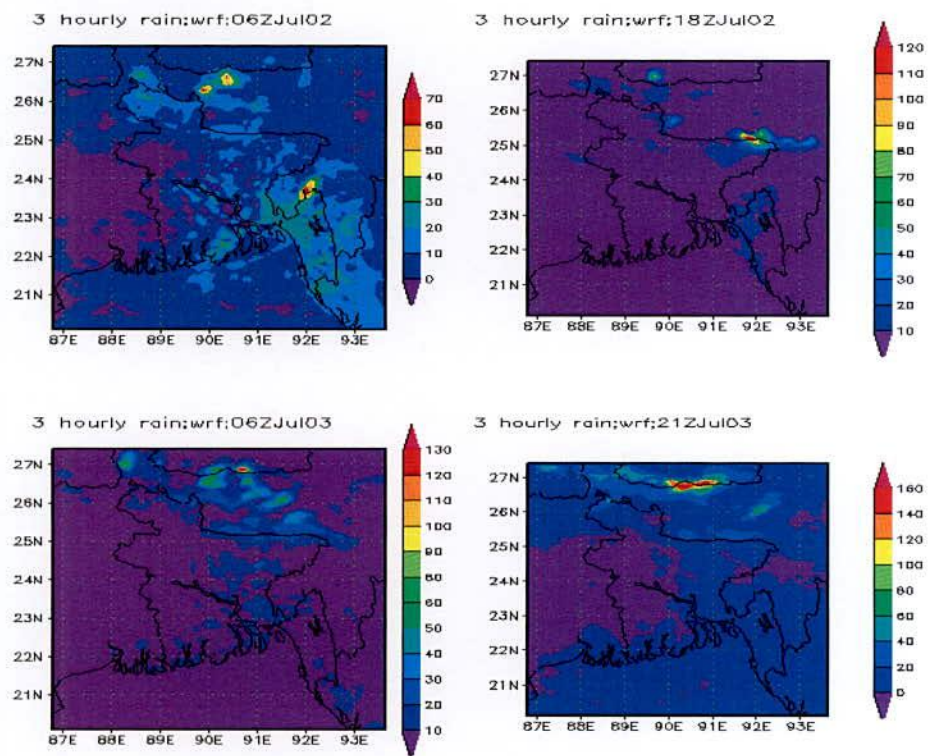 3 hourly rain;wrf;06ZJul02
27N
26N
25N
24N
23N
22N
21N
87E 88E 89E 90E 91E 92E 93E
70
60
50
40
30
20
10
0
3 hourly rain;wrf;18ZJul02
27N
26N
25N
24N
23N
22N
21N
87E 88E 89E 90E 91E 92E 93E
120
110
100
90
80
70
60
50
40
30
20
10
3 hourly rain;wrf;06ZJul03
27N
26N
25N
24N
23N
22N
21N
87E 88E 89E 90E 91E 92E 93E
130
120
110
100
90
80
70
60
50
40
30
20
10
3 hourly rain;wrf;21ZJul03
27N
26N
25N
24N
23N
22N
21N
87E 88E 89E 90E 91E 92E 93E
160
140
120
100
80
60
40
20
0